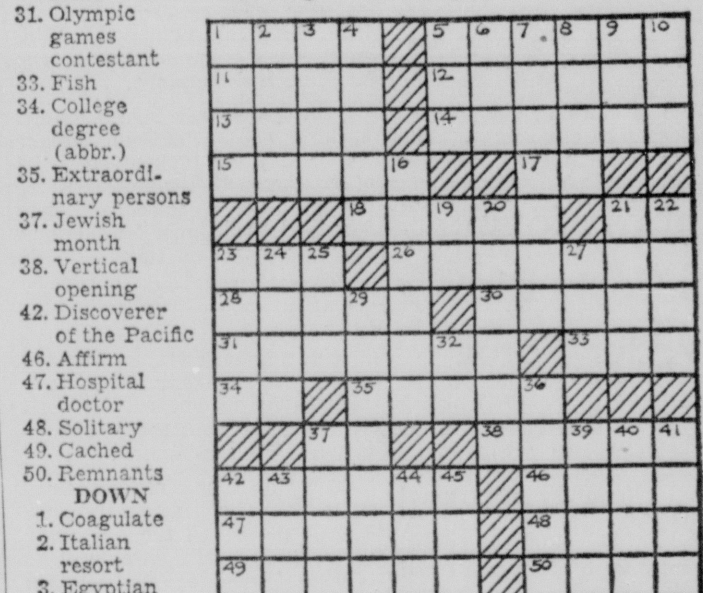 31. Olympic
games
contestant
33. Fish
34. College
degree
(abbr.)
35. Extraordi-
nary persons
37. Jewish
month
38. Vertical
opening
42. Discoverer
of the Pacific
46. Affirm
47. Hospital
doctor
48. Solitary
49. Cached
50. Remnants
DOWN
1. Coagulate
2. Italian
resort
3. Egyptian
1 2 3 4 5 6 7 8 9 10
11 12
13 14
15 16 17
18 19 20 21 22
23 24 25 26 27
28 29 30
31 32 33
34 35 36
37 38 39 40 41
42 43 44 45 46
47 48
49 50